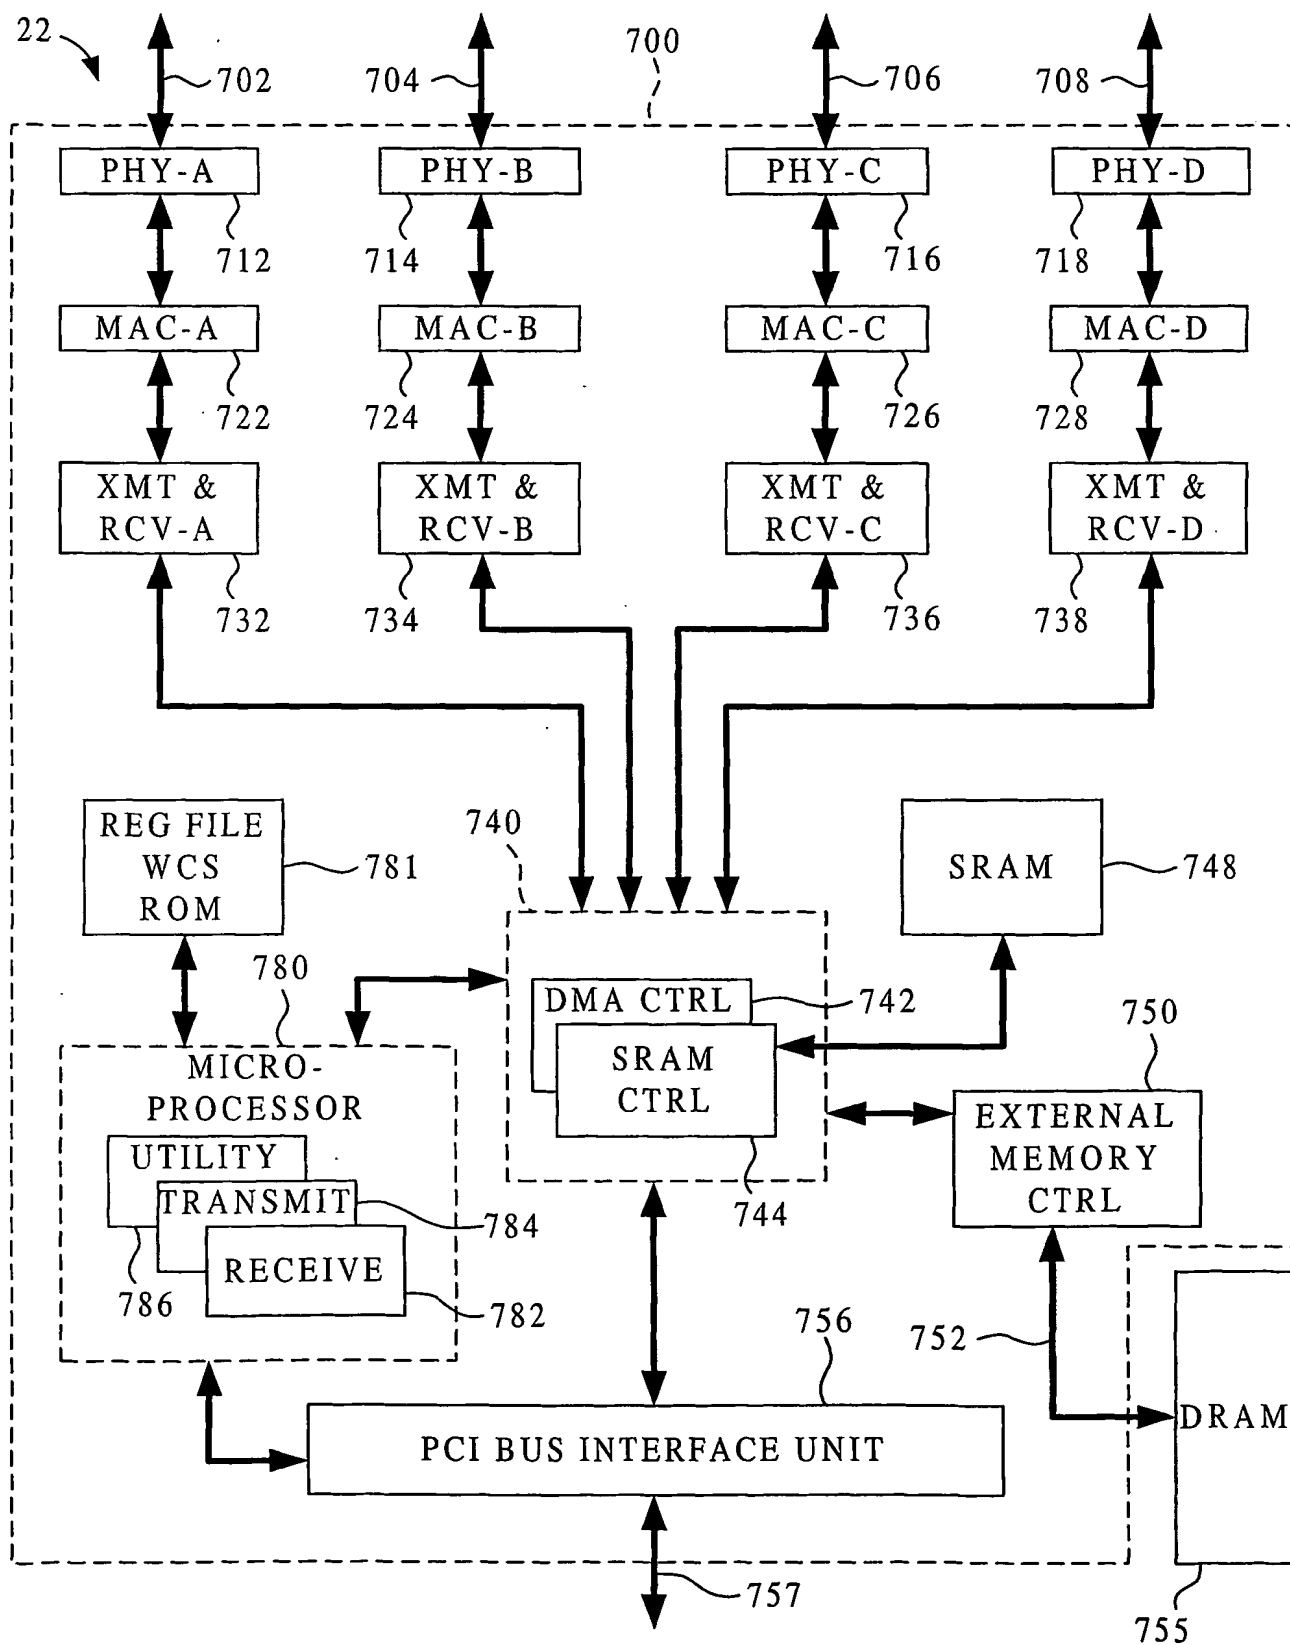 22
700
702
704
706
708
PHY-A
PHY-B
PHY-C
PHY-D
712
714
716
718
MAC-A
MAC-B
MAC-C
MAC-D
722
724
726
728
XMT &
RCV-A
XMT &
RCV-B
XMT &
RCV-C
XMT &
RCV-D
732
734
736
738
REG FILE
WCS
ROM
781
740
SRAM
748
780
DMA CTRL
742
750
MICRO-
PROCESSOR
SRAM
CTRL
EXTERNAL
MEMORY
CTRL
UTILITY
TRANSMIT
784
744
RECEIVE
786
782
756
752
DRAM
PCI BUS INTERFACE UNIT
757
755